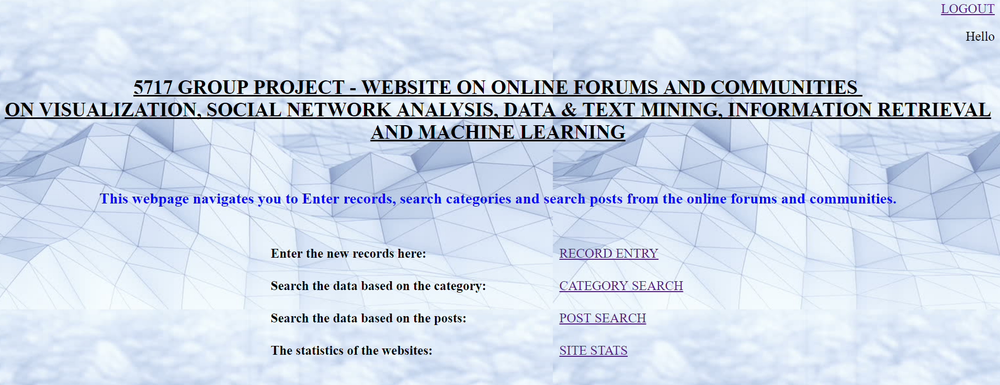 LOGOUT
Hello
5717 GROUP PROJECT - WEBSITE ON ONLINE FORUMS AND COMMUNITIES
ON VISUALIZATION, SOCIAL NETWORK ANALYSIS, DATA & TEXT MINING, INFORMATION RETRIEVAL
AND MACHINE LEARNING
This webpage navigates you to Enter records, search categories and search posts from the online forums and communities.
Enter the new records here: RECORD ENTRY
Search the data based on the category: CATEGORY SEARCH
Search the data based on the posts: POST SEARCH
The statistics of the websites: SITE STATS